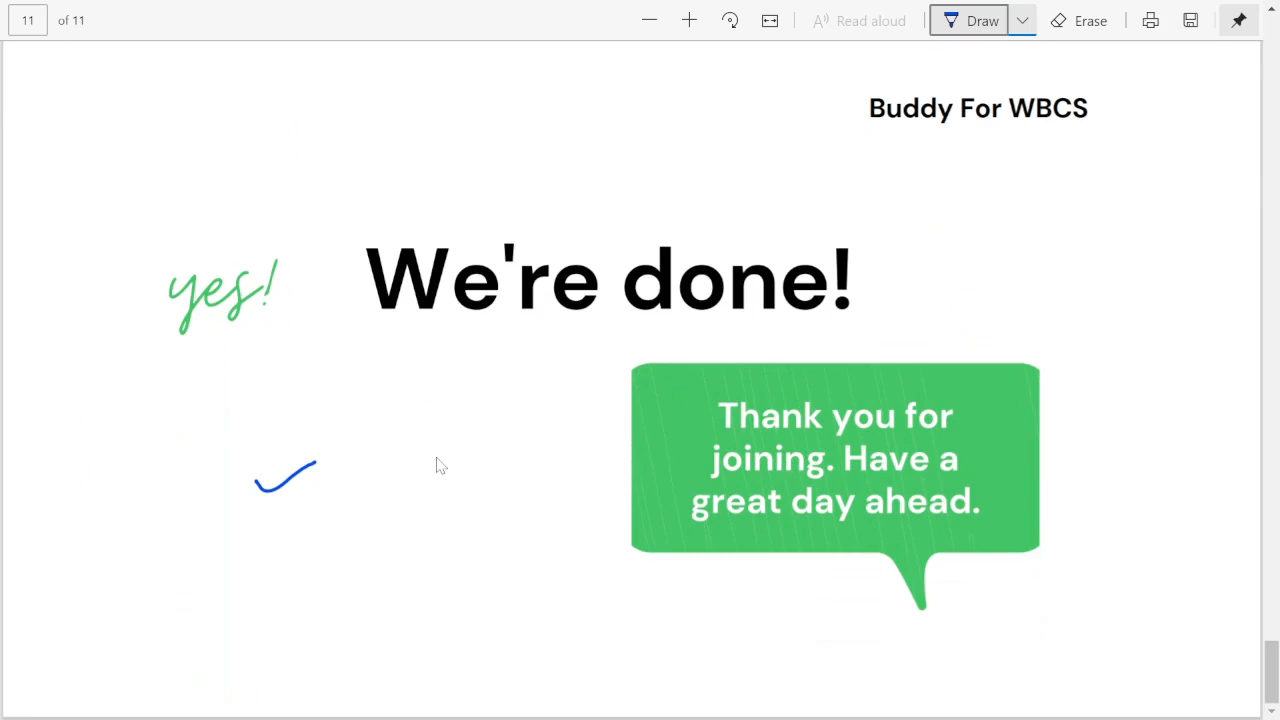 11 of 11 Read aloud Draw Erase
Buddy For WBCS
yes!
We're done!
Thank you for
joining. Have a
great day ahead.